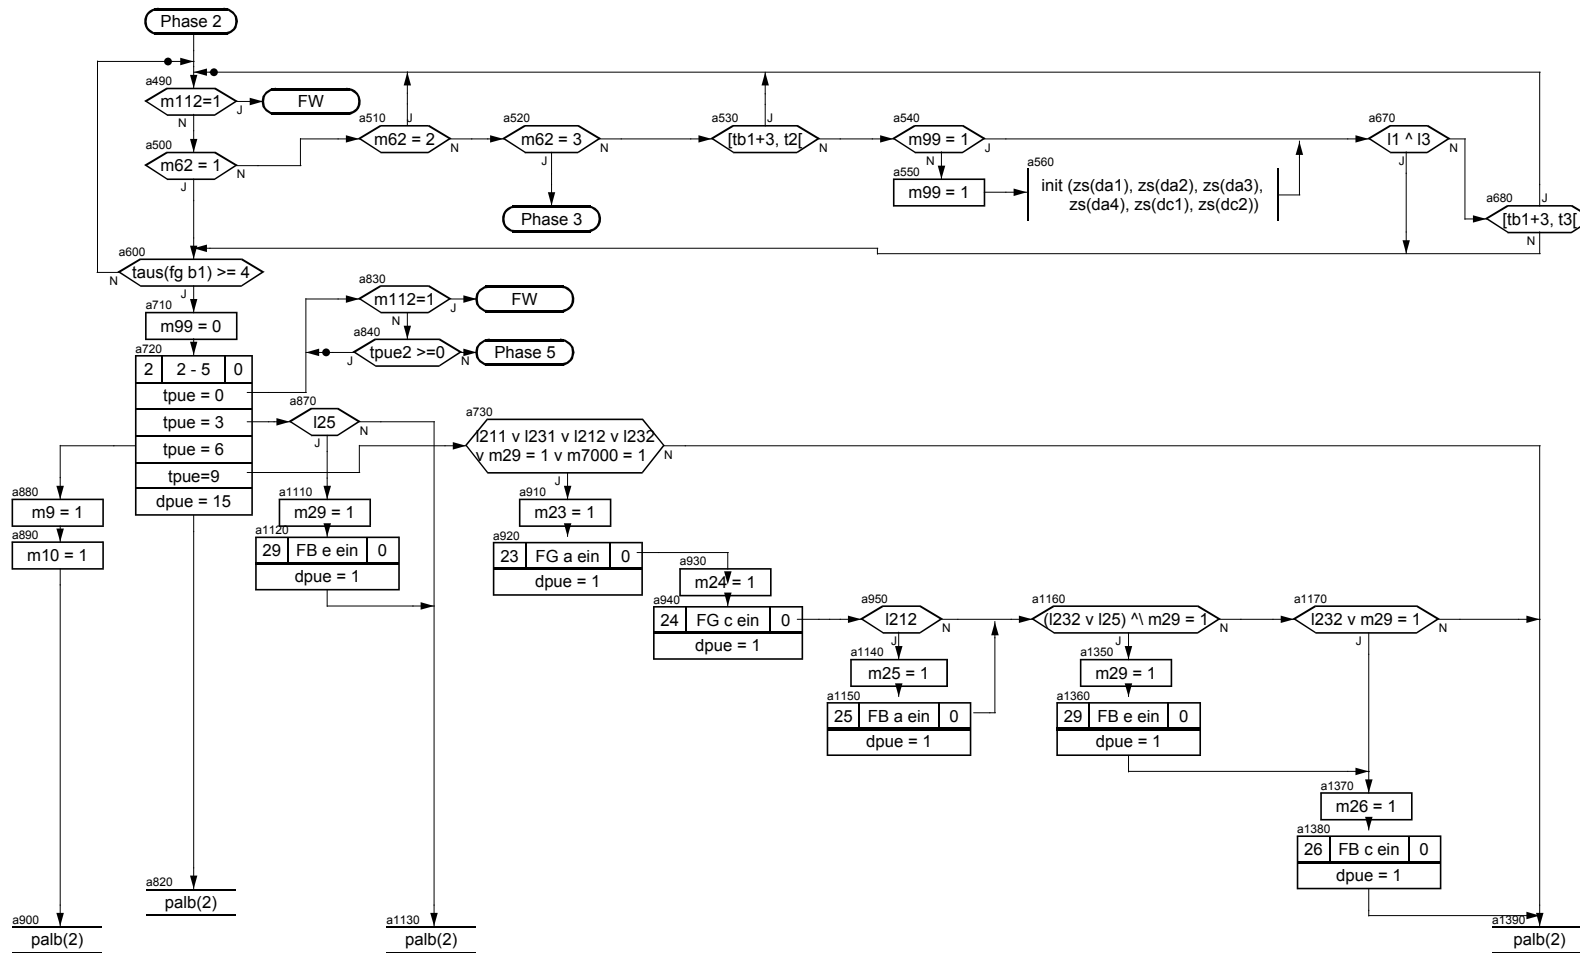 Phase 2
a490
m112=1
J
FW
N
a500
m62 = 1
N
J
a510
m62 = 2
J
N
a520
m62 = 3
N
J
Phase 3
a530
[tb1+3, t2[
J
N
a540
m99 = 1
J
N
a550
m99 = 1
a560
init (zs(da1), zs(da2), zs(da3),
zs(da4), zs(dc1), zs(dc2))
a670
l1 ^ l3
N
J
a680
[tb1+3, t3[
J
N
a600
taus(fg b1) >= 4
N
J
a710
m99 = 0
a720
2 2 - 5 0
tpue = 0
tpue = 3
tpue = 6
tpue=9
dpue = 15
a830
m112=1
J
FW
N
a840
tpue2 >=0
J
N
Phase 5
a870
l25
N
J
a730
l211 v l231 v l212 v l232
v m29 = 1 v m7000 = 1
N
J
a880
m9 = 1
a890
m10 = 1
a1110
m29 = 1
a1120
29 FB e ein 0
dpue = 1
a910
m23 = 1
a920
23 FG a ein 0
dpue = 1
a930
m24 = 1
a940
24 FG c ein 0
dpue = 1
a950
l212
N
J
a1140
m25 = 1
a1150
25 FB a ein 0
dpue = 1
a1160
(l232 v l25) ^\ m29 = 1
N
J
a1350
m29 = 1
a1360
29 FB e ein 0
dpue = 1
a1170
l232 v m29 = 1
N
J
a1370
m26 = 1
a1380
26 FB c ein 0
dpue = 1
a820
palb(2)
a900
palb(2)
a1130
palb(2)
a1390
palb(2)